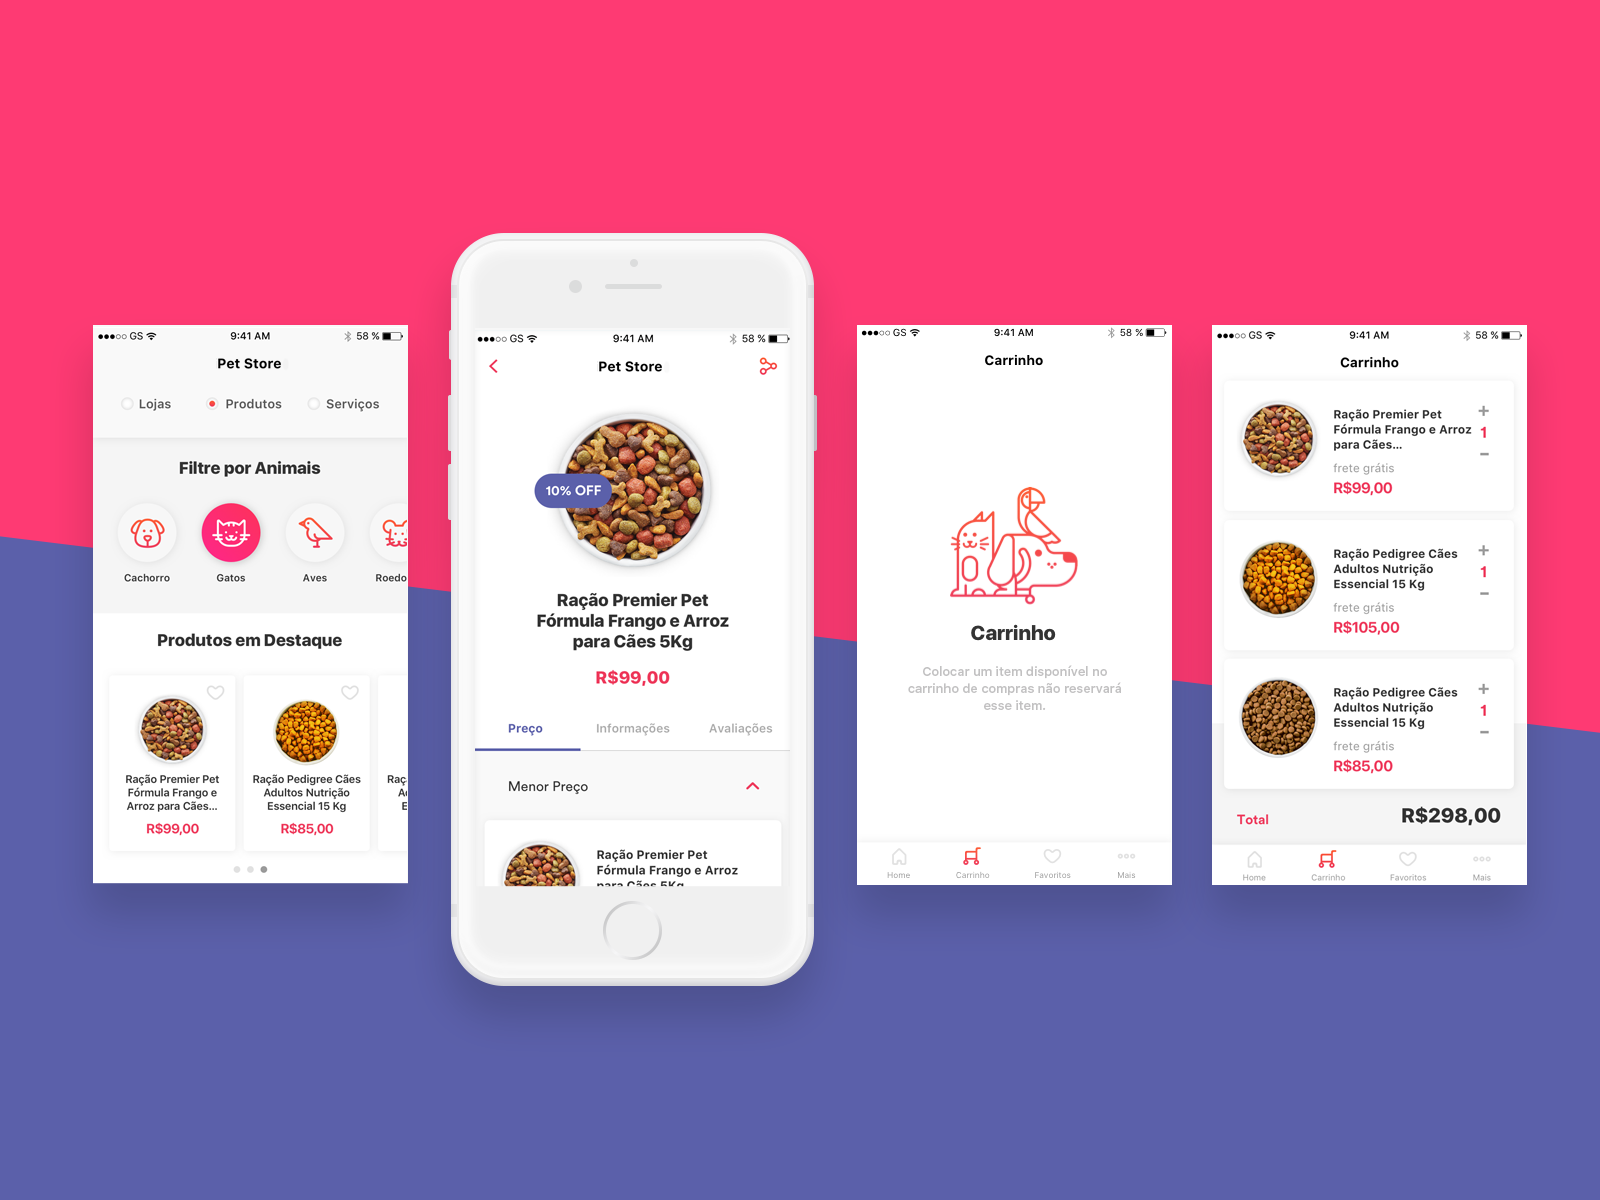 GS
9:41 AM
58 %
Pet Store
Lojas
Produtos
Serviços
Filtre por Animais
Cachorro
Gatos
Aves
Roedo
Produtos em Destaque
Ração Premier Pet
Fórmula Frango e
Arroz para Cães...
R$99,00
Ração Pedigree Cães
Adultos Nutrição
Essencial 15 Kg
R$85,00
GS
9:41 AM
58 %
Pet Store
10% OFF
Ração Premier Pet
Fórmula Frango e Arroz
para Cães 5Kg
R$99,00
Preço
Informações
Avaliações
Menor Preço
Ração Premier Pet
Fórmula Frango e Arroz
para Cães 5Kg
GS
9:41 AM
58 %
Carrinho
Carrinho
Colocar um item disponível no
carrinho de compras não reservará
esse item.
Home
Carrinho
Favoritos
Mais
GS
9:41 AM
58 %
Carrinho
Ração Premier Pet
Fórmula Frango e Arroz
para Cães...
frete grátis
R$99,00
+
1
-
Ração Pedigree Cães
Adultos Nutrição
Essencial 15 Kg
frete grátis
R$105,00
+
1
-
Ração Pedigree Cães
Adultos Nutrição
Essencial 15 Kg
frete grátis
R$85,00
+
1
-
Total
R$298,00
Home
Carrinho
Favoritos
Mais